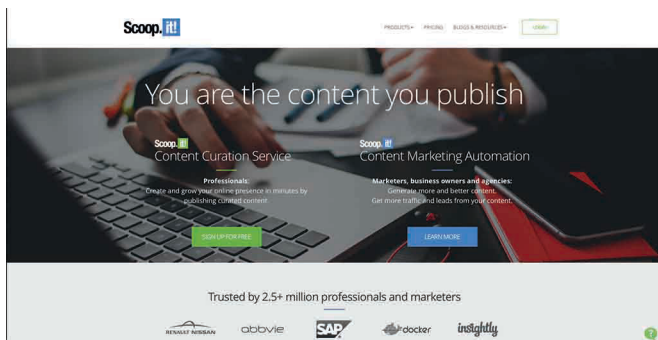 Scoop.it!
PRODUCTS PRICING BLOGS & RESOURCES LOGIN
You are the content you publish
Scoop.it!
Content Curation Service
Professionals:
Create and grow your online presence in minutes by
publishing curated content
SIGN UP FOR FREE
Scoop.it!
Content Marketing Automation
Marketers, business owners and agencies:
Generate more and better content.
Get more traffic and leads from your content.
LEARN MORE
Trusted by 2.5+ million professionals and marketers
RENAULT NISSAN abbvie SAP docker insightly
?